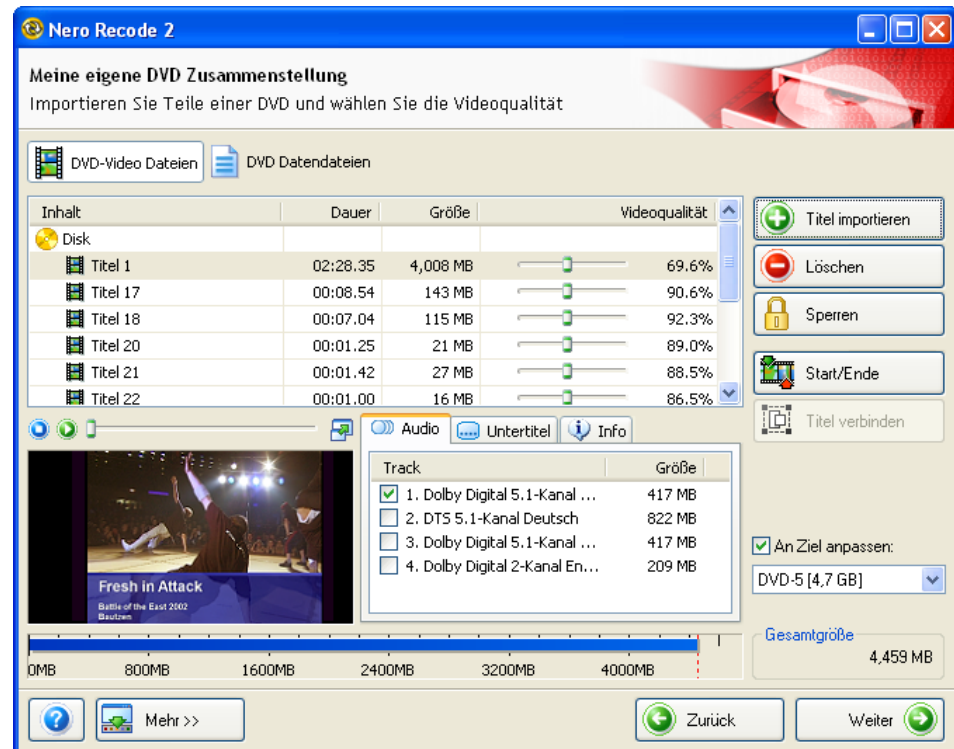 Nero Recode 2
Meine eigene DVD Zusammenstellung
Importieren Sie Teile einer DVD und wählen Sie die Videoqualität
DVD-Video Dateien
DVD Datendateien
Inhalt Dauer Größe Videoqualität
Disk
Titel 1 02:28.35 4,008 MB 69.6%
Titel 17 00:08.54 143 MB 90.6%
Titel 18 00:07.04 115 MB 92.3%
Titel 20 00:01.25 21 MB 89.0%
Titel 21 00:01.42 27 MB 88.5%
Titel 22 00:01.00 16 MB 86.5%
Titel importieren
Löschen
Sperren
Start/Ende
Titel verbinden
Audio Untertitel Info
Track Größe
1. Dolby Digital 5.1-Kanal ... 417 MB
2. DTS 5.1-Kanal Deutsch 822 MB
3. Dolby Digital 5.1-Kanal ... 417 MB
4. Dolby Digital 2-Kanal En... 209 MB
Fresh in Attack
Battle of the East 2002
Bautzen
An Ziel anpassen:
DVD-5 [4,7 GB]
Gesamtgröße
4,459 MB
0MB 800MB 1600MB 2400MB 3200MB 4000MB
Mehr >>
Zurück
Weiter